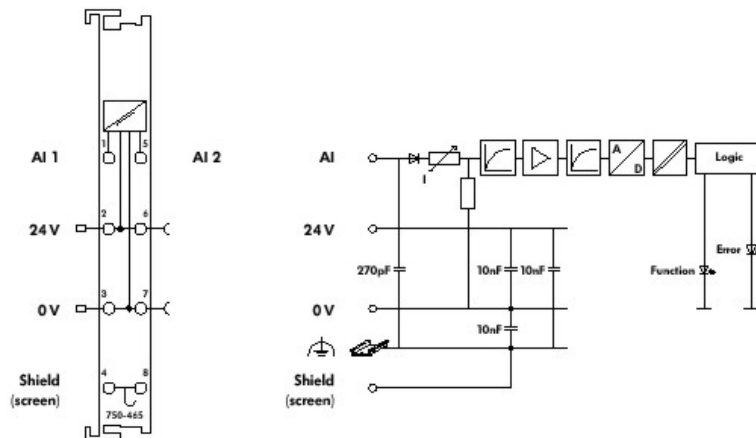 1
5
AI 1
AI 2
2
6
24 V
3
7
0 V
4
8
Shield
(screen)
750-465
AI
I
A
D
Logic
24 V
270pF
10nF
10nF
Function
Error
0 V
10nF
Shield
(screen)